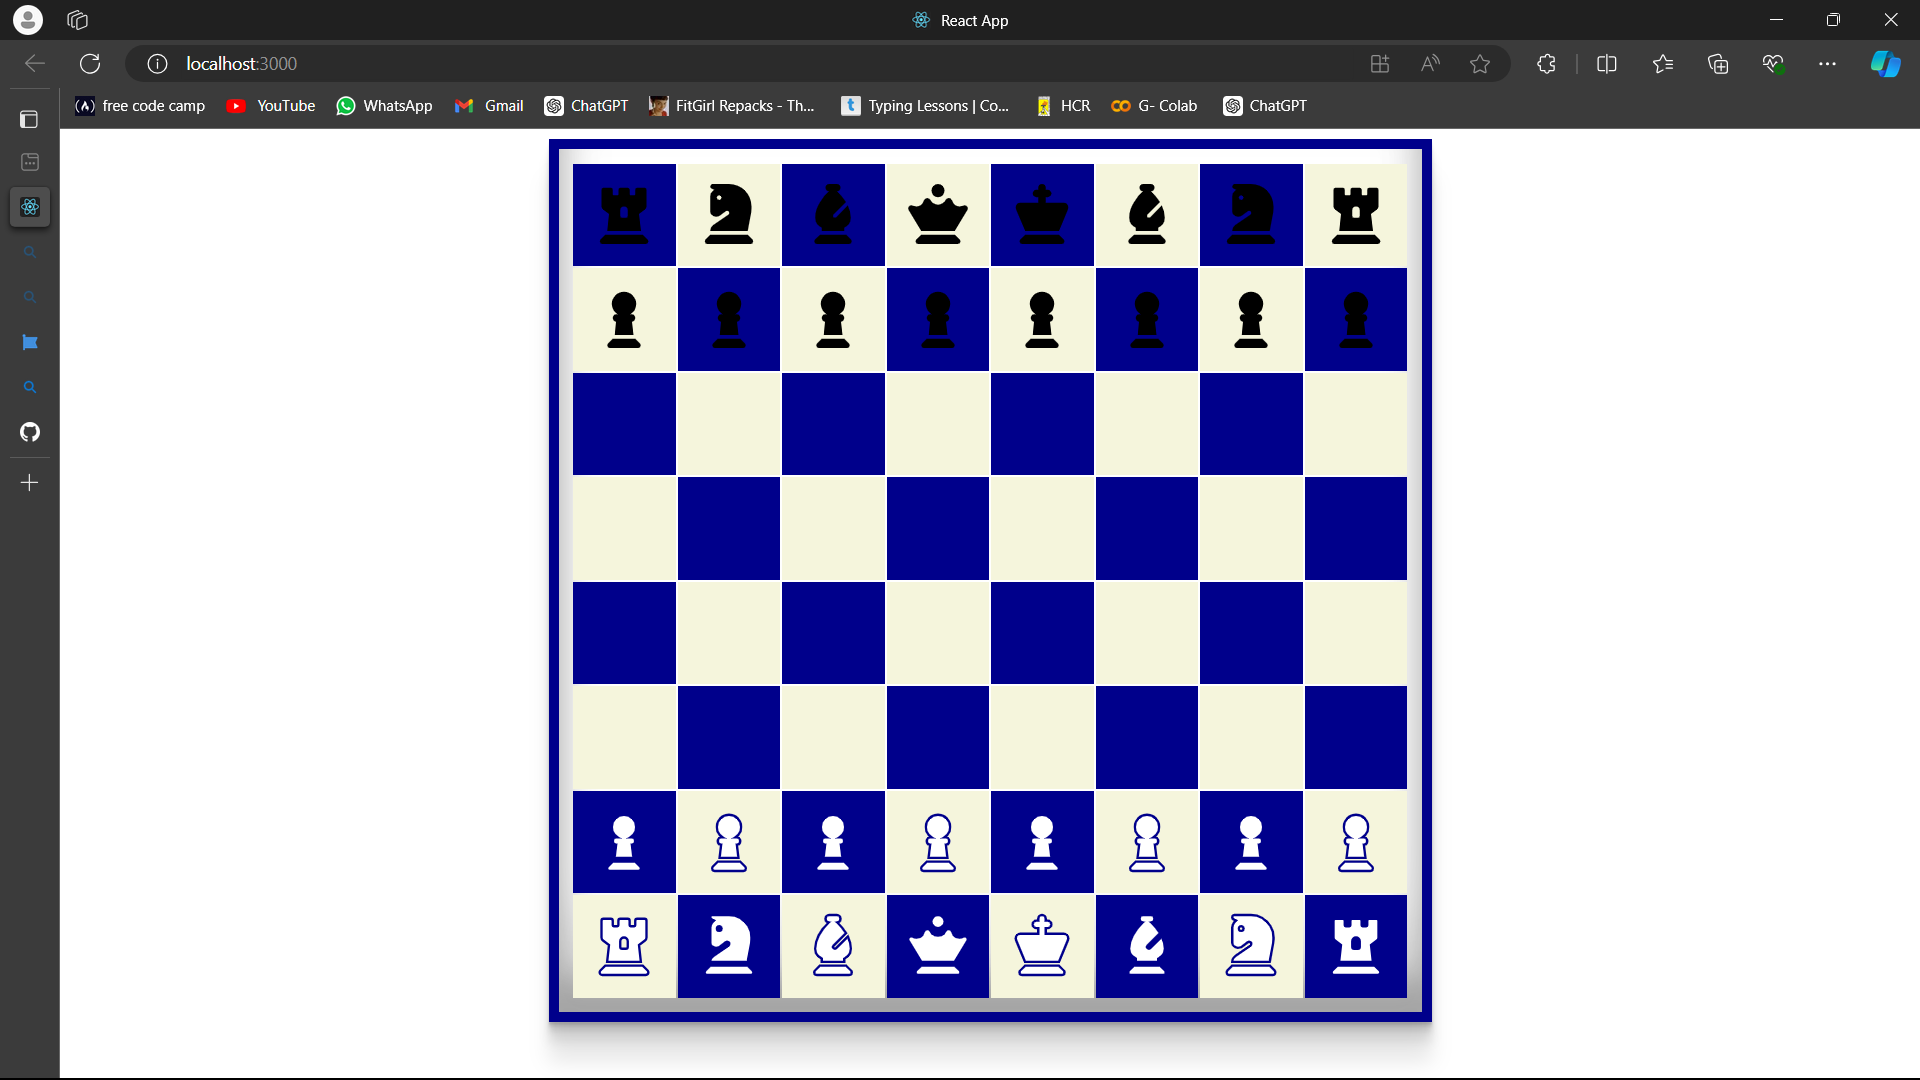 React App
localhost:3000
free code camp YouTube WhatsApp Gmail ChatGPT FitGirl Repacks - Th... Typing Lessons | Co... HCR G- Colab ChatGPT